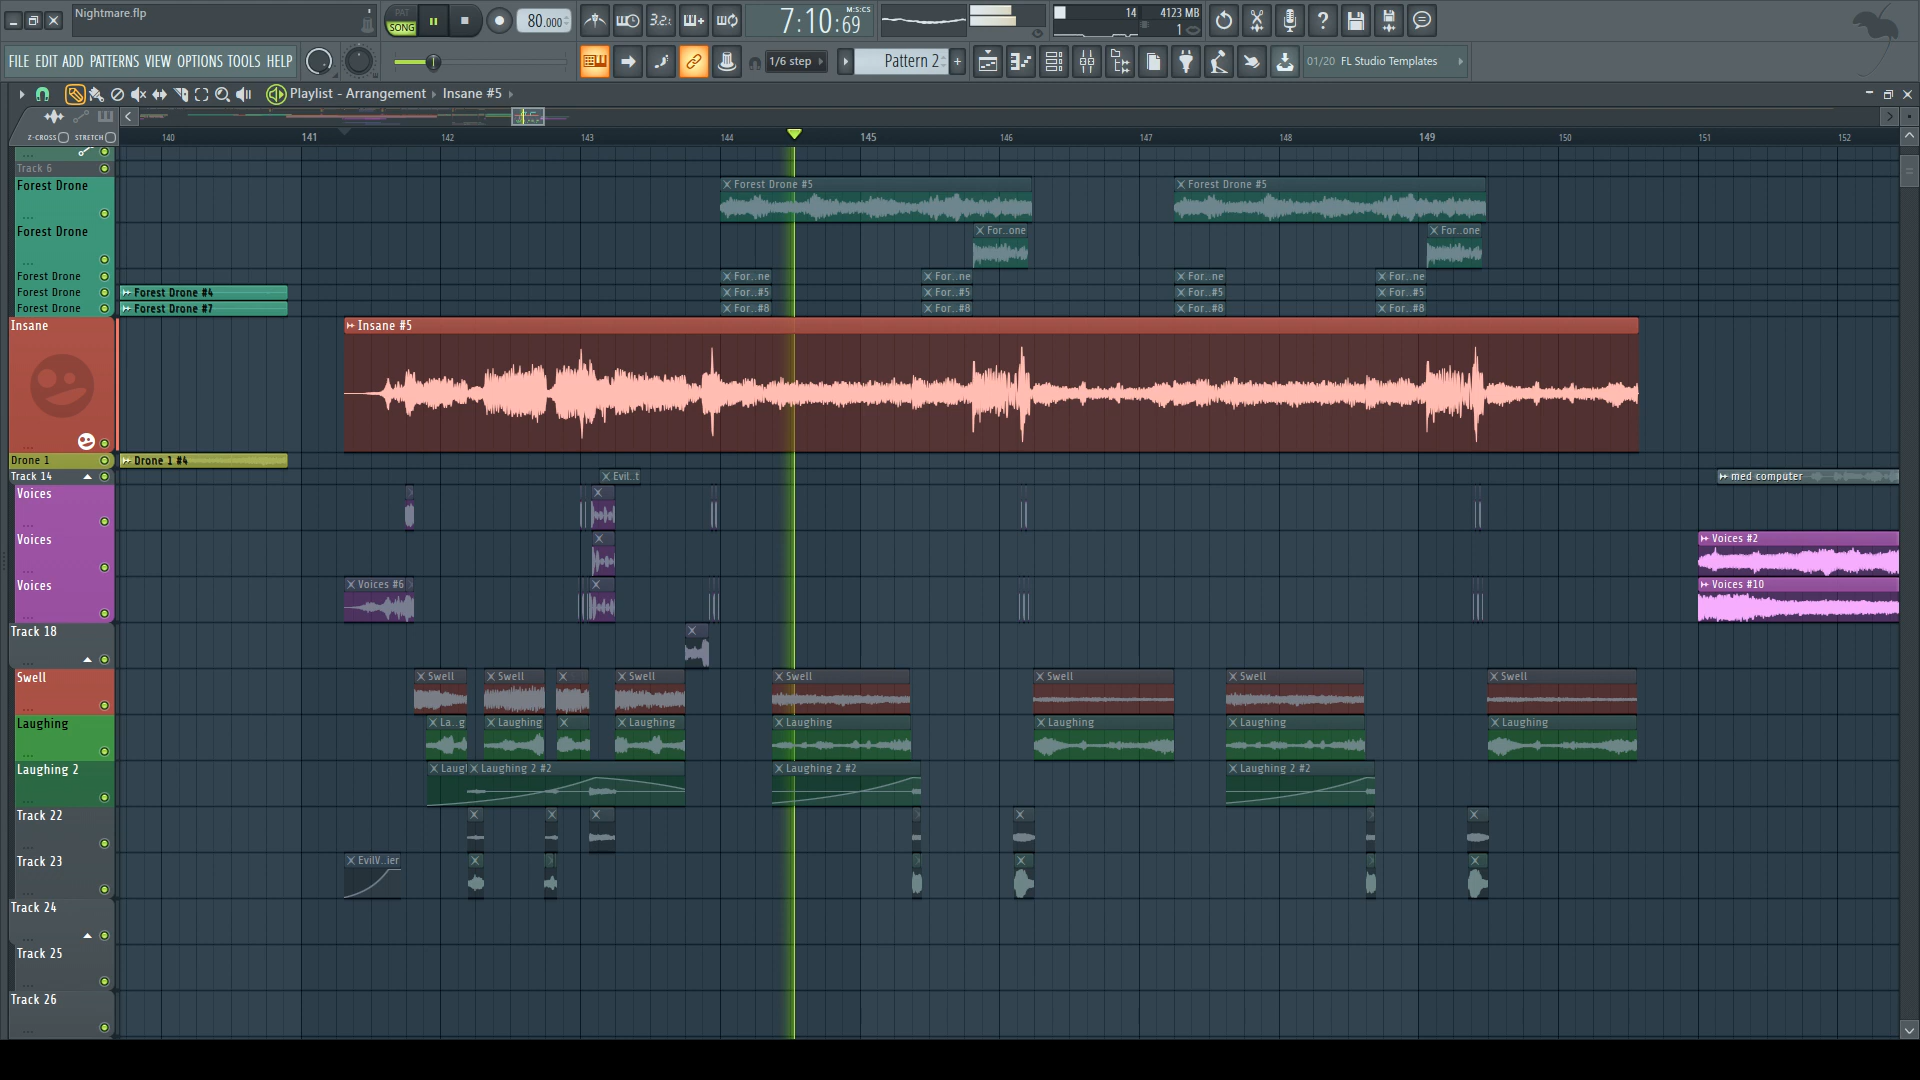 Nightmare.flp
PAT
SONG
80.000
3.2.
M:S:CS
7:10:69
14
4123 MB
1
FILE EDIT ADD PATTERNS VIEW OPTIONS TOOLS HELP
1/6 step
Pattern 2
01/20 FL Studio Templates
Playlist - Arrangement Insane #5
Z-CROSS STRETCH
140 141 142 143 144 145 146 147 148 149 150 151 152
Track 6
Forest Drone
Forest Drone #5
Forest Drone #5
Forest Drone
For..one
For..one
Forest Drone
For..ne
For..ne
For..ne
For..ne
Forest Drone
Forest Drone #4
For..#5
For..#5
For..#5
For..#5
Forest Drone
Forest Drone #7
For..#8
For..#8
For..#8
For..#8
Insane
Insane #5
Drone 1
Drone 1 #4
Track 14
Evil..t
med computer
Voices
Voices
Voices #2
Voices
Voices #6
Voices #10
Track 18
Swell
Swell
Swell
Swell
Swell
Swell
Swell
Swell
Laughing
La..g
Laughing
Laughing
Laughing
Laughing
Laughing
Laughing
Laughing 2
Laugl
Laughing 2 #2
Laughing 2 #2
Laughing 2 #2
Track 22
Track 23
EvilV..ier
Track 24
Track 25
Track 26